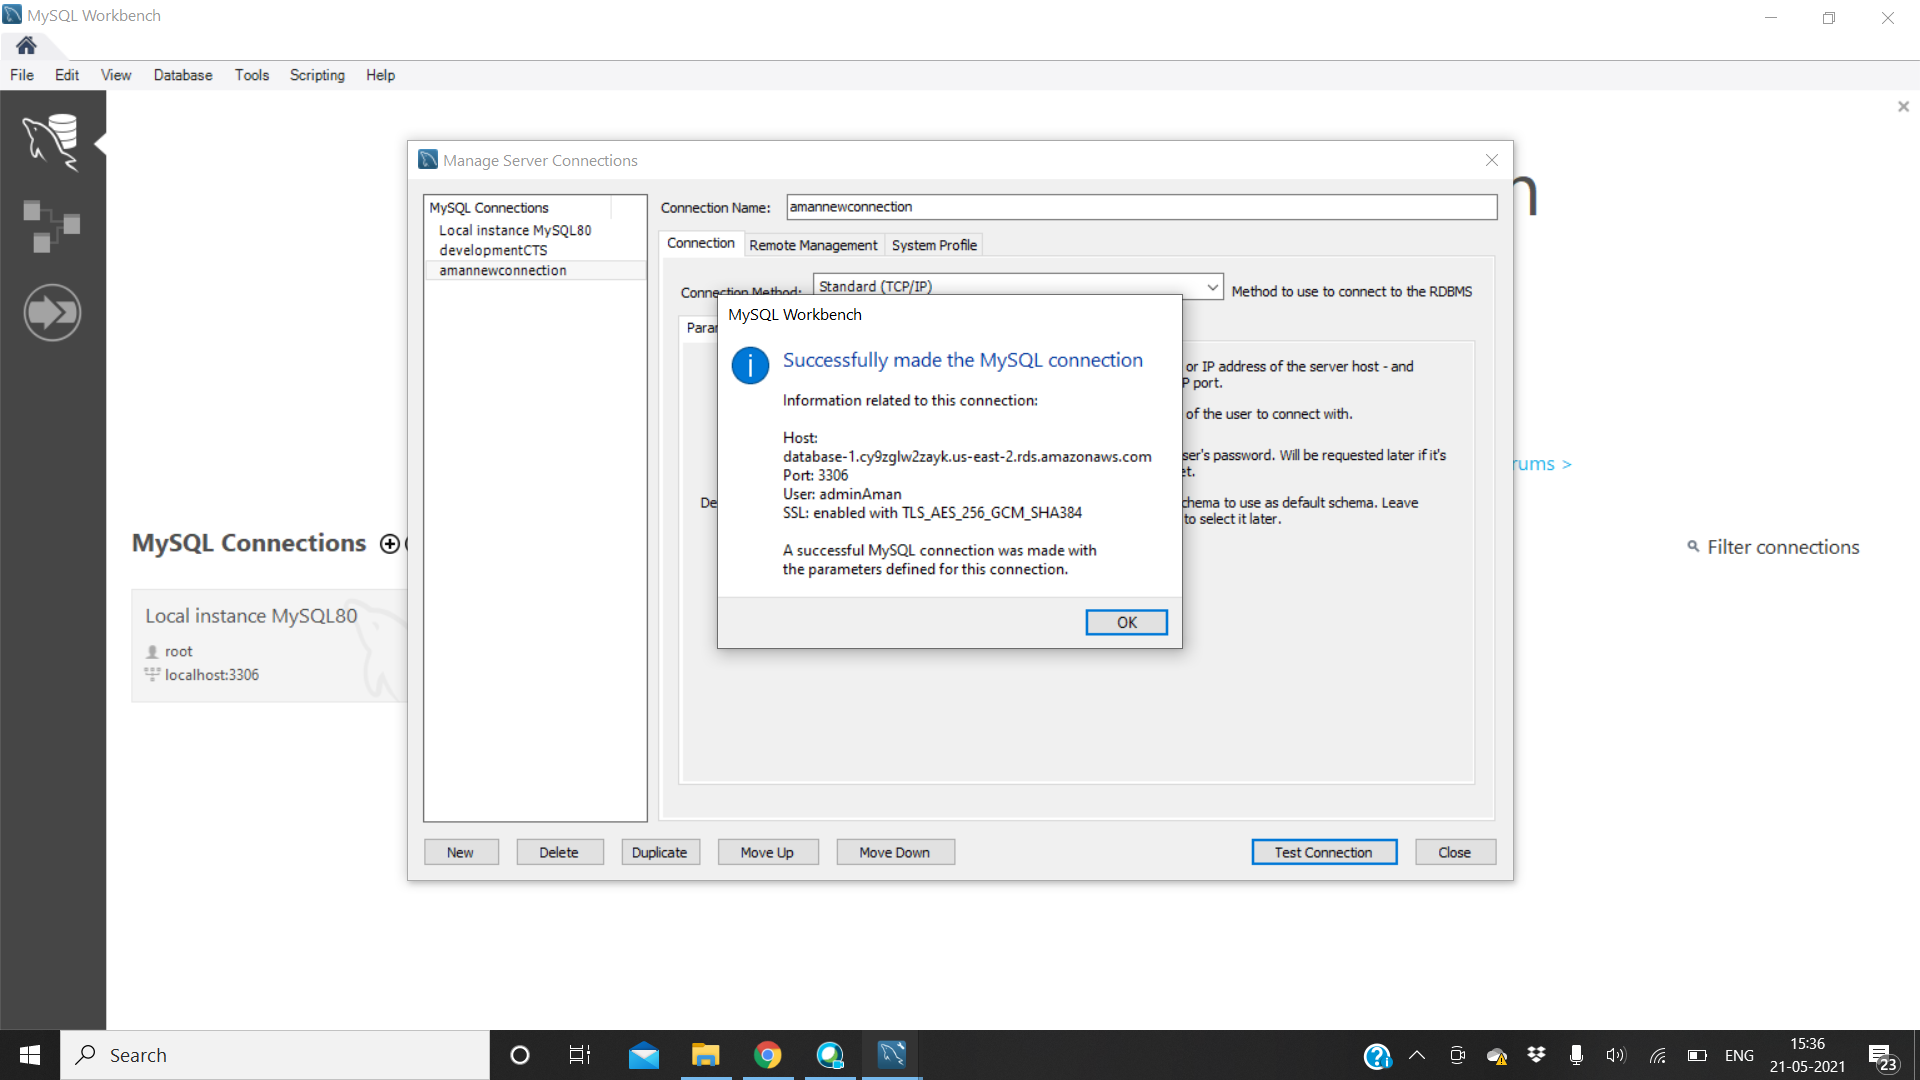 MySQL Workbench
File Edit View Database Tools Scripting Help
Manage Server Connections
MySQL Connections
Local instance MySQL80
developmentCTS
amannewconnection
Connection Name: amannewconnection
Connection Remote Management System Profile
Connection Method: Standard (TCP/IP) Method to use to connect to the RDBMS
Para
MySQL Workbench
Successfully made the MySQL connection
Information related to this connection:
Host:
database-1.cy9zglw2zayk.us-east-2.rds.amazonaws.com
Port: 3306
User: adminAman
SSL: enabled with TLS_AES_256_GCM_SHA384
A successful MySQL connection was made with
the parameters defined for this connection.
OK
or IP address of the server host - and
P port.
of the user to connect with.
ser's password. Will be requested later if it's
et.
De
chema to use as default schema. Leave
to select it later.
n
rums >
MySQL Connections
Filter connections
Local instance MySQL80
root
localhost:3306
New Delete Duplicate Move Up Move Down Test Connection Close
Search
ENG
15:36
21-05-2021
23